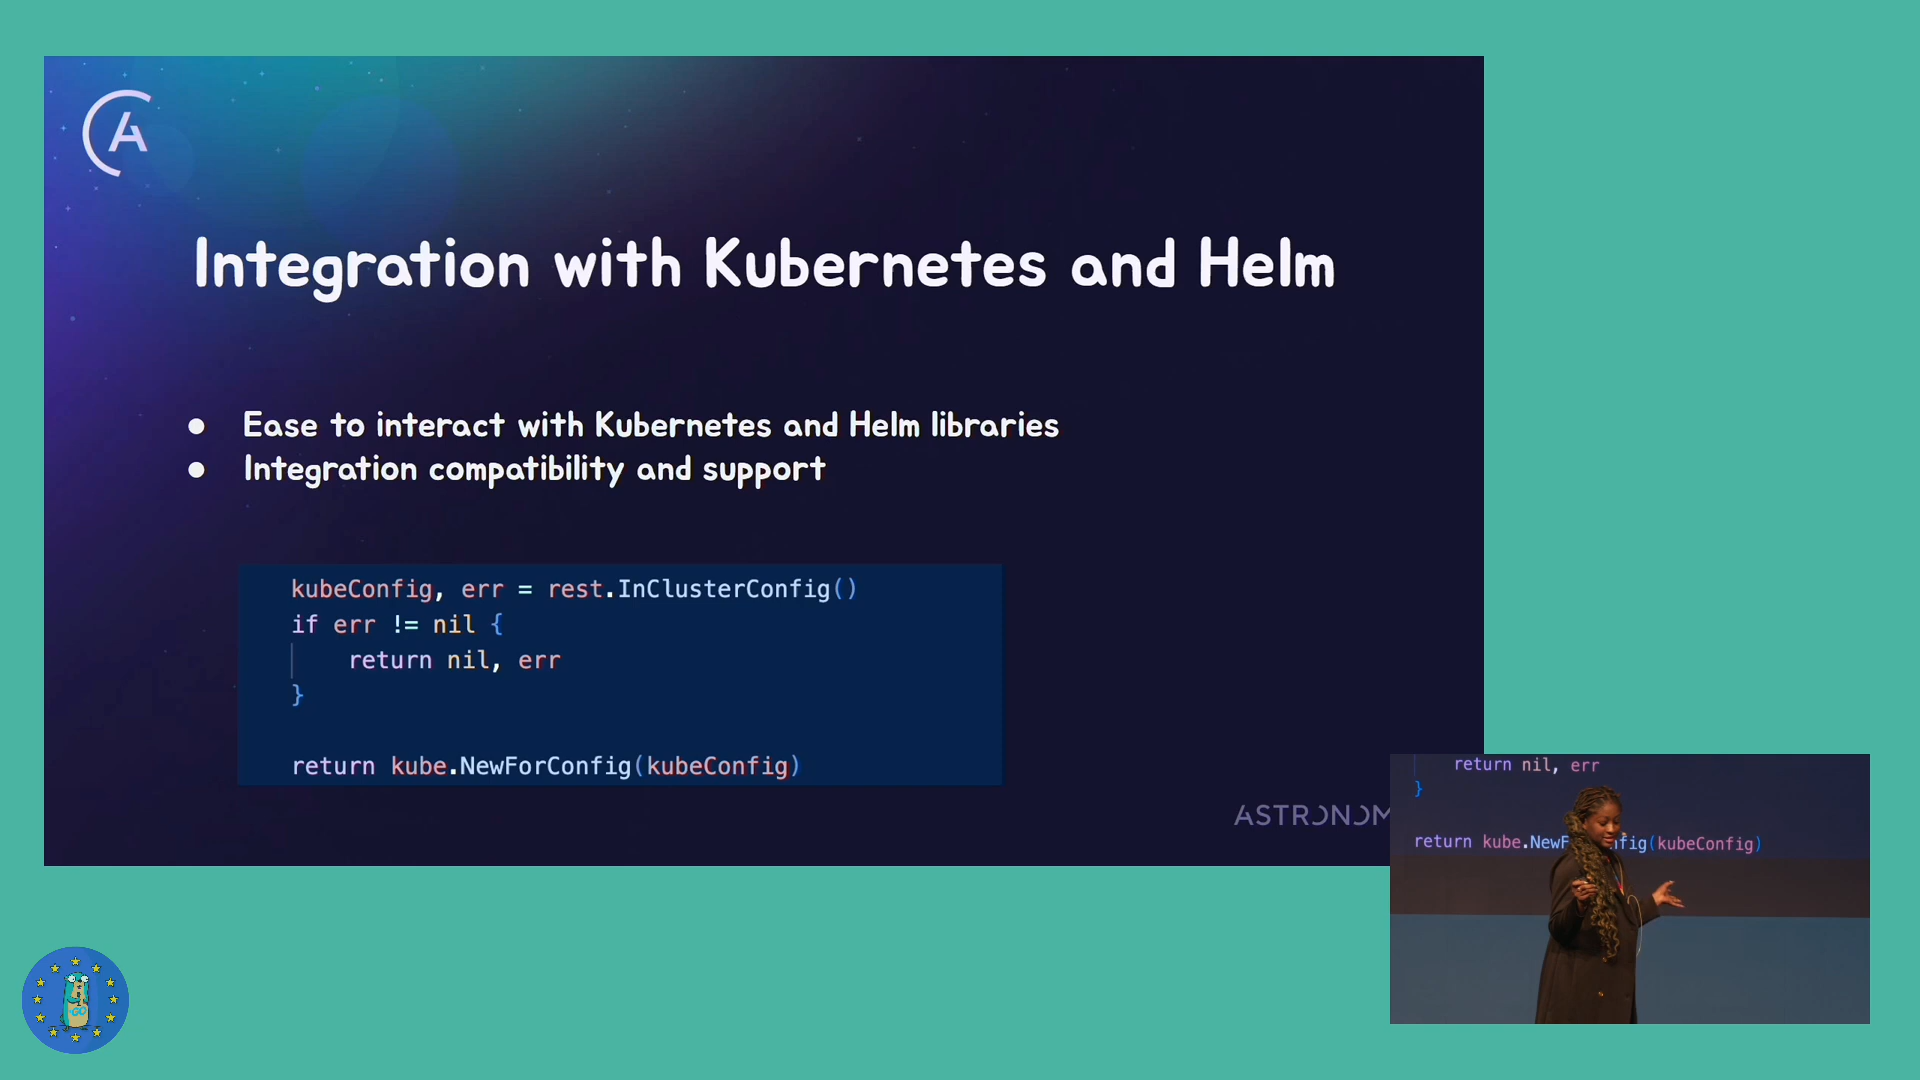 Integration with Kubernetes and Helm
● Ease to interact with Kubernetes and Helm libraries
● Integration compatibility and support
kubeConfig, err = rest.InClusterConfig()
if err != nil {
return nil, err
}
return kube.NewForConfig(kubeConfig)
ASTRONOM
return nil, err
}
return kube.NewF nfig(kubeConfig)
GO